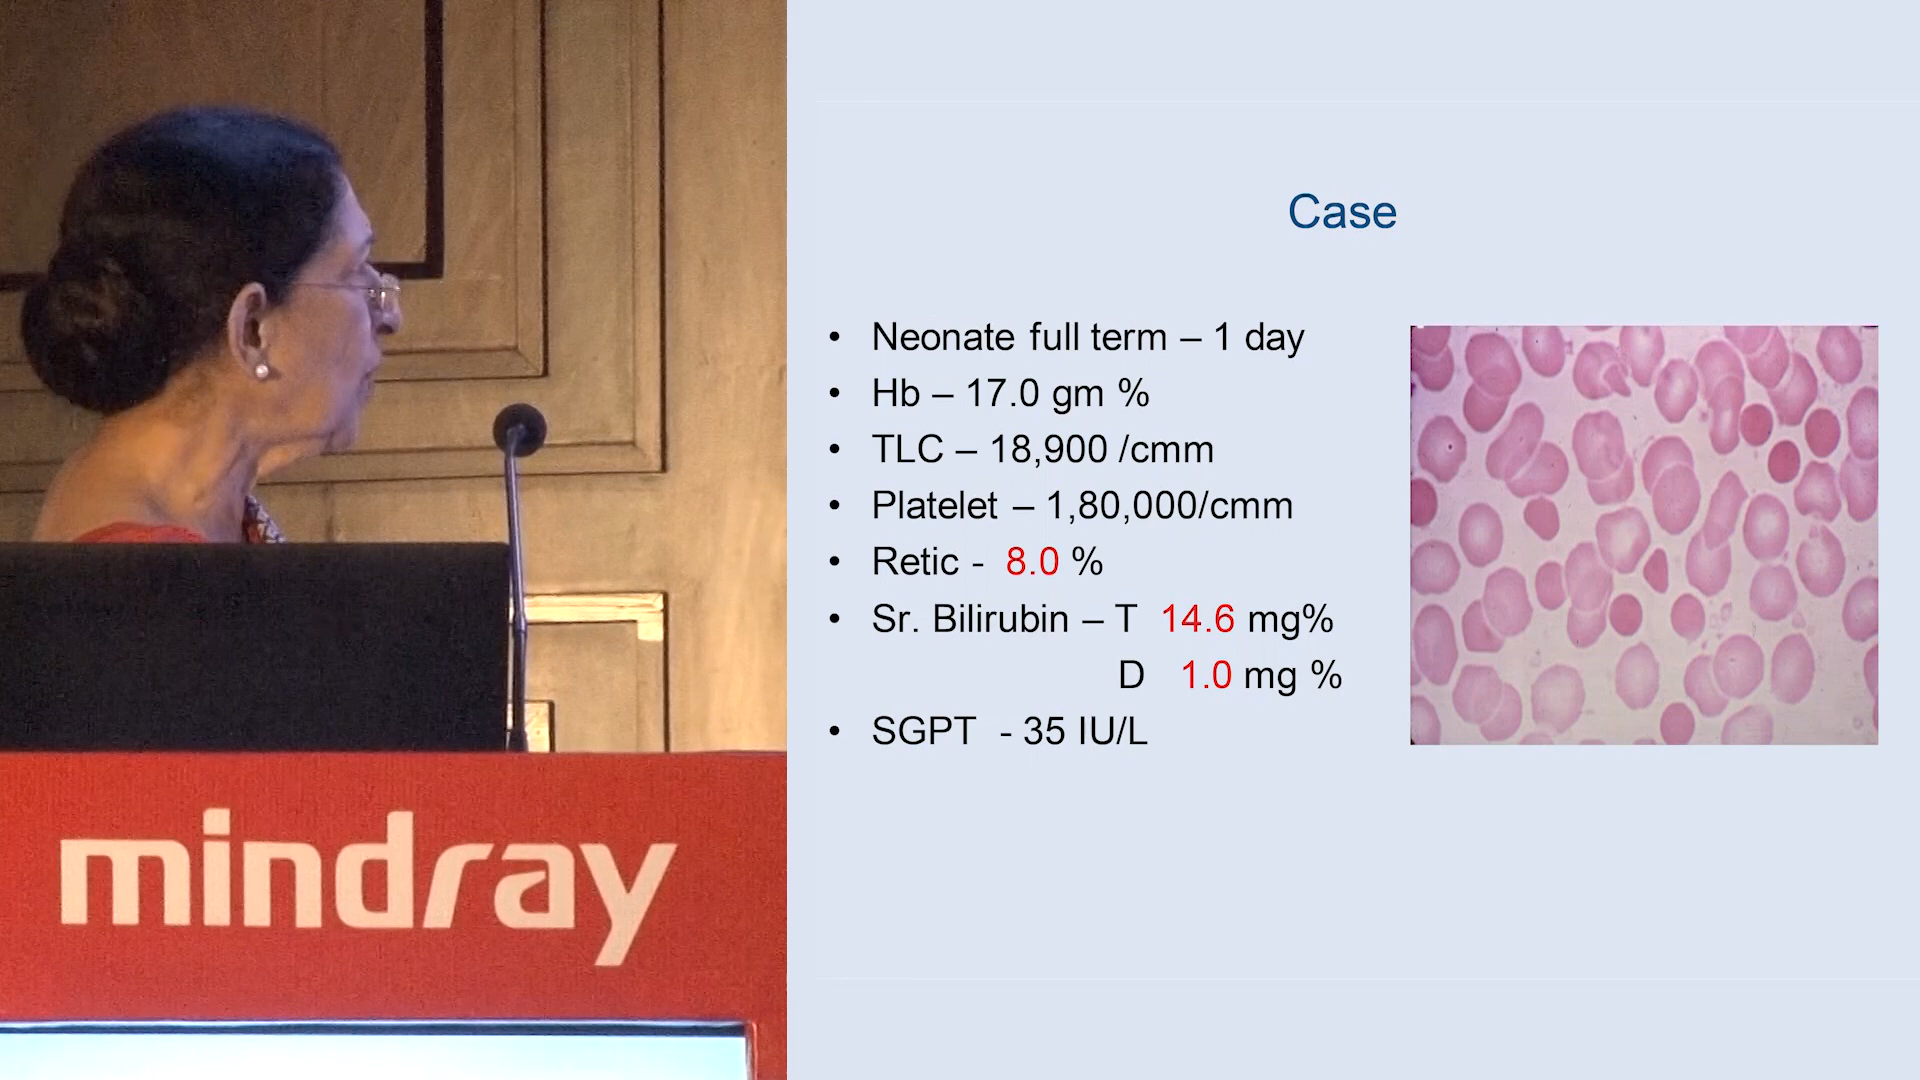 mindray
Case
• Neonate full term – 1 day
• Hb – 17.0 gm %
• TLC – 18,900 /cmm
• Platelet – 1,80,000/cmm
• Retic - 8.0 %
• Sr. Bilirubin – T 14.6 mg%
D 1.0 mg %
• SGPT - 35 IU/L